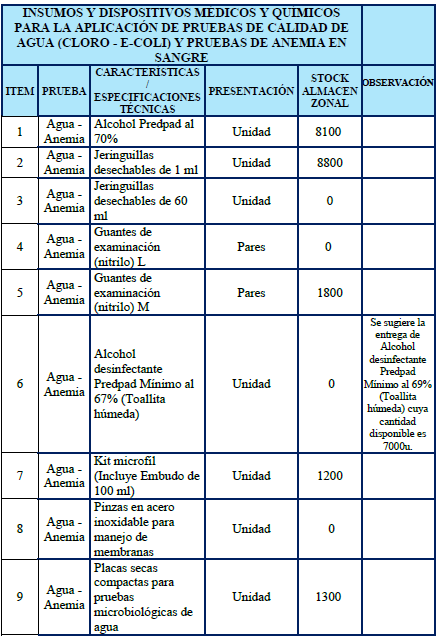 INSUMOS Y DISPOSITIVOS MÉDICOS Y QUÍMICOS
PARA LA APLICACIÓN DE PRUEBAS DE CALIDAD DE
AGUA (CLORO - E-COLI) Y PRUEBAS DE ANEMIA EN
SANGRE
ITEM
PRUEBA
CARACTERISTICAS
/
ESPECIFICACIONES
TÉCNICAS
PRESENTACIÓN
STOCK
ALMACEN
ZONAL
OBSERVACIÓN
1
Agua -
Anemia
Alcohol Predpad al
70%
Unidad
8100
2
Agua -
Anemia
Jeringuillas
desechables de 1 ml
Unidad
8800
3
Agua -
Anemia
Jeringuillas
desechables de 60
ml
Unidad
0
4
Agua -
Anemia
Guantes de
examinación
(nitrilo) L
Pares
0
5
Agua -
Anemia
Guantes de
examinación
(nitrilo) M
Pares
1800
6
Agua -
Anemia
Alcohol
desinfectante
Predpad Mínimo al
67% (Toallita
húmeda)
Unidad
0
Se sugiere la
entrega de
Alcohol
desinfectante
Predpad
Mínimo al 69%
(Toallita
húmeda) cuya
cantidad
disponible es
7000u.
7
Agua -
Anemia
Kit microfil
(Incluye Embudo de
100 ml)
Unidad
1200
8
Agua -
Anemia
Pinzas en acero
inoxidable para
manejo de
membranas
Unidad
0
9
Agua -
Anemia
Placas secas
compactas para
pruebas
microbiológicas de
agua
Unidad
1300